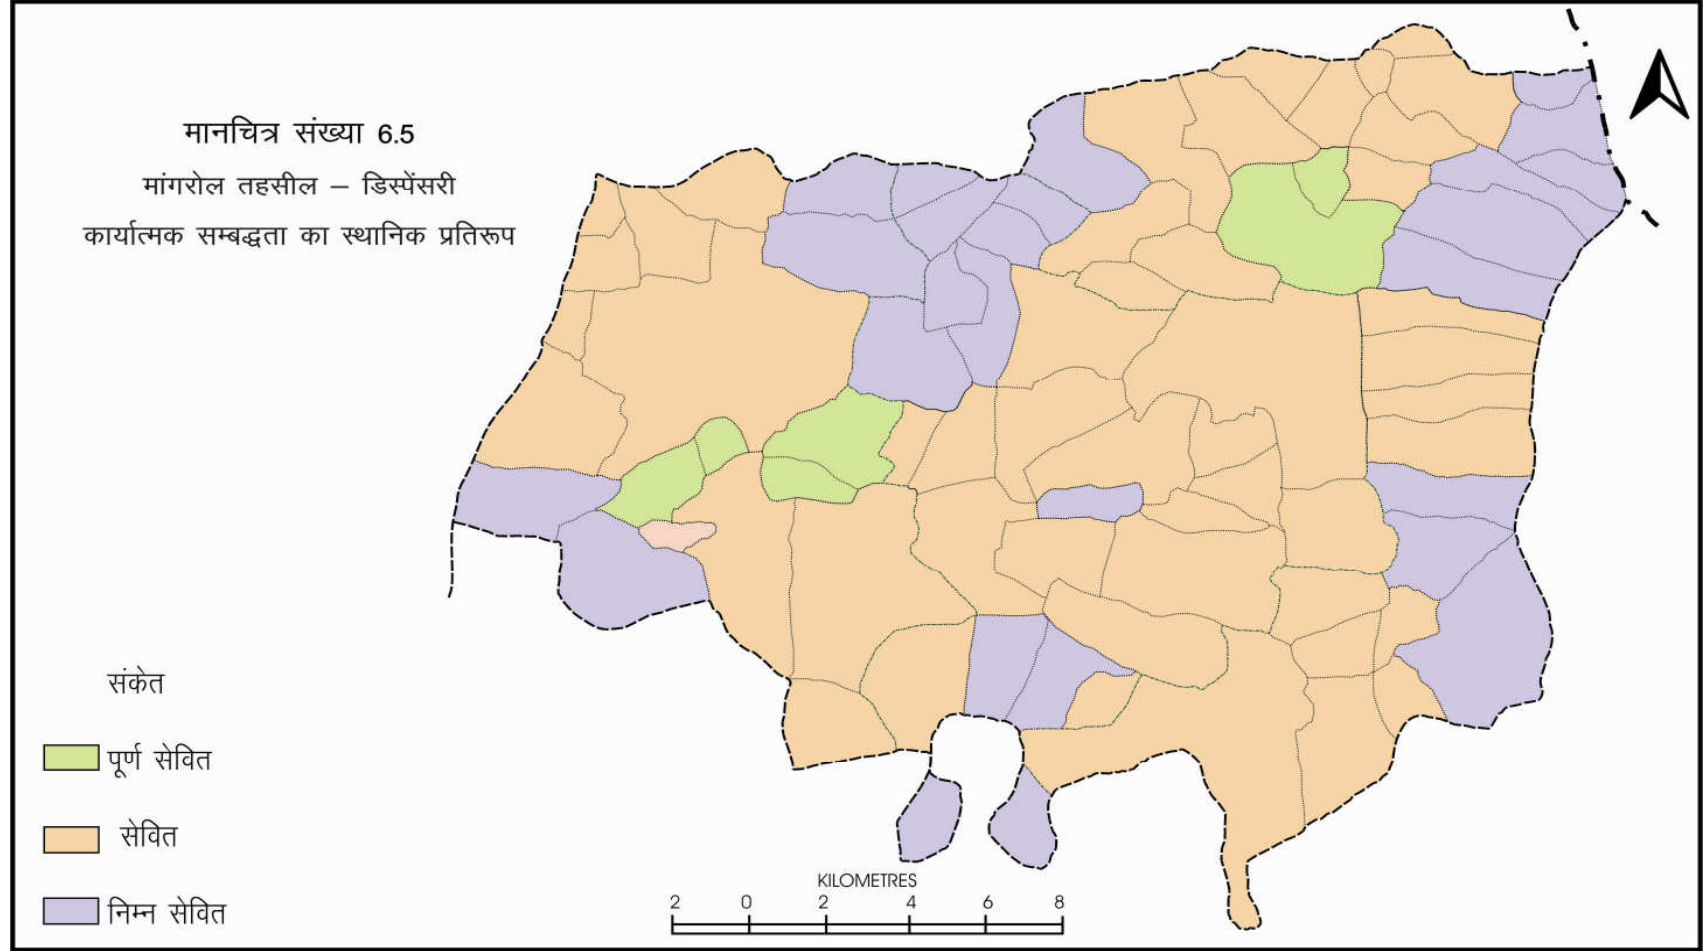 मानचित्र संख्या 6.5
मांगरोल तहसील – डिस्पेंसरी
कार्यात्मक सम्बद्धता का स्थानिक प्रतिरूप
संकेत
पूर्ण सेवित
सेवित
निम्न सेवित
KILOMETRES
2 0 2 4 6 8